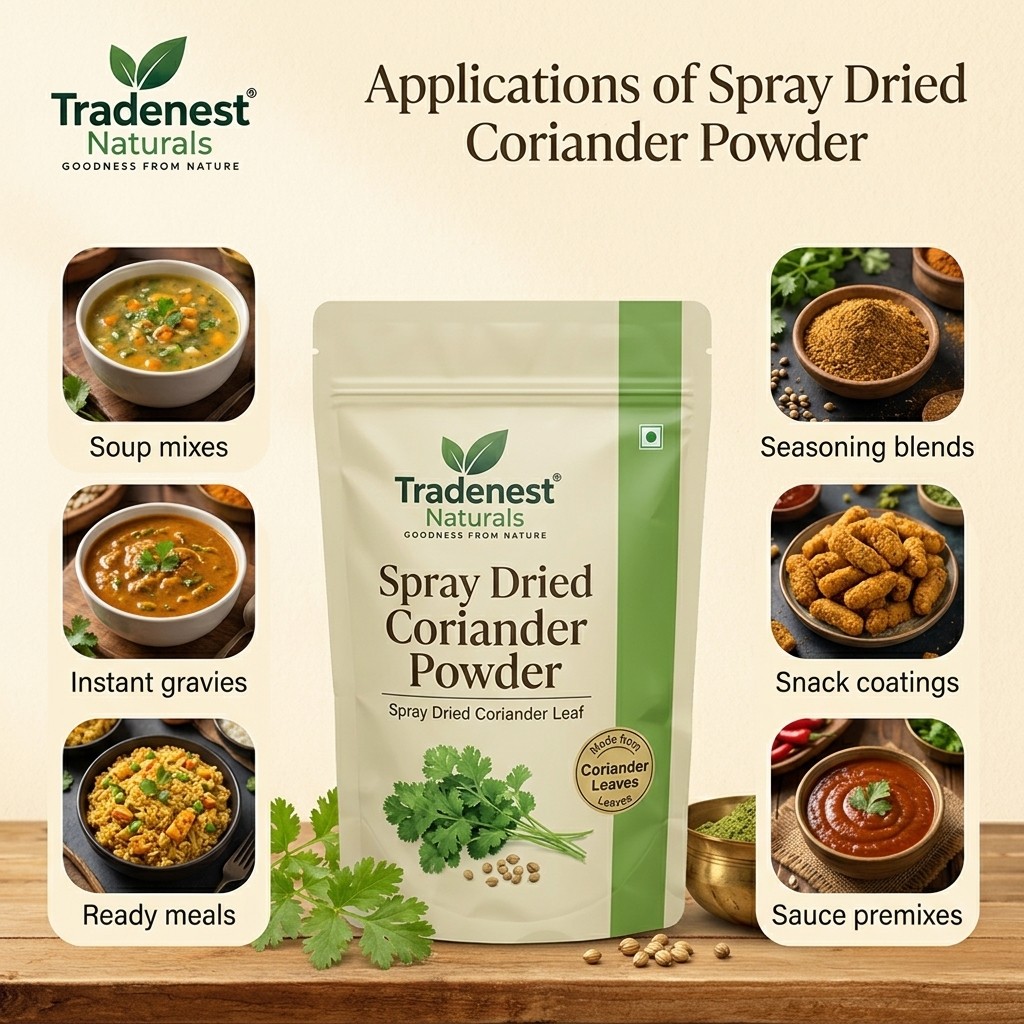 Tradenest®
Naturals
GOODNESS FROM NATURE
Applications of Spray Dried
Coriander Powder
Soup mixes
Instant gravies
Ready meals
Tradenest®
Naturals
GOODNESS FROM NATURE
Spray Dried
Coriander
Powder
Spray Dried Coriander Leaf
Made from
Coriander
Leaves
Leaves
Seasoning blends
Snack coatings
Sauce premixes